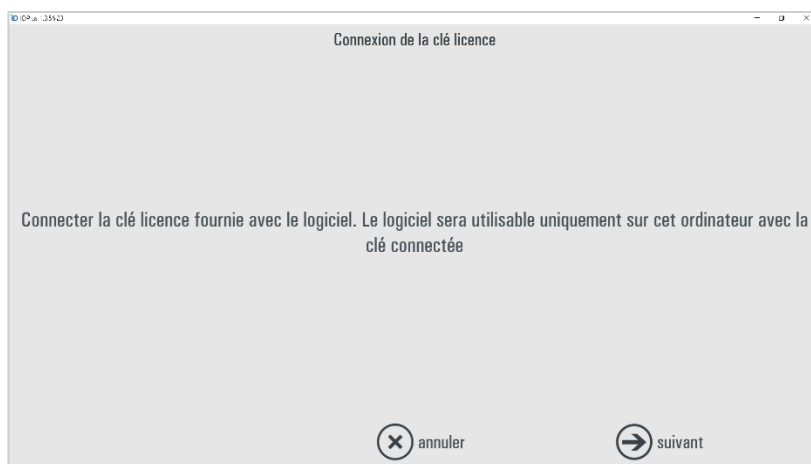 Connexion de la clé licence
Connecter la clé licence fournie avec le logiciel. Le logiciel sera utilisable uniquement sur cet ordinateur avec la
clé connectée
annuler
suivant